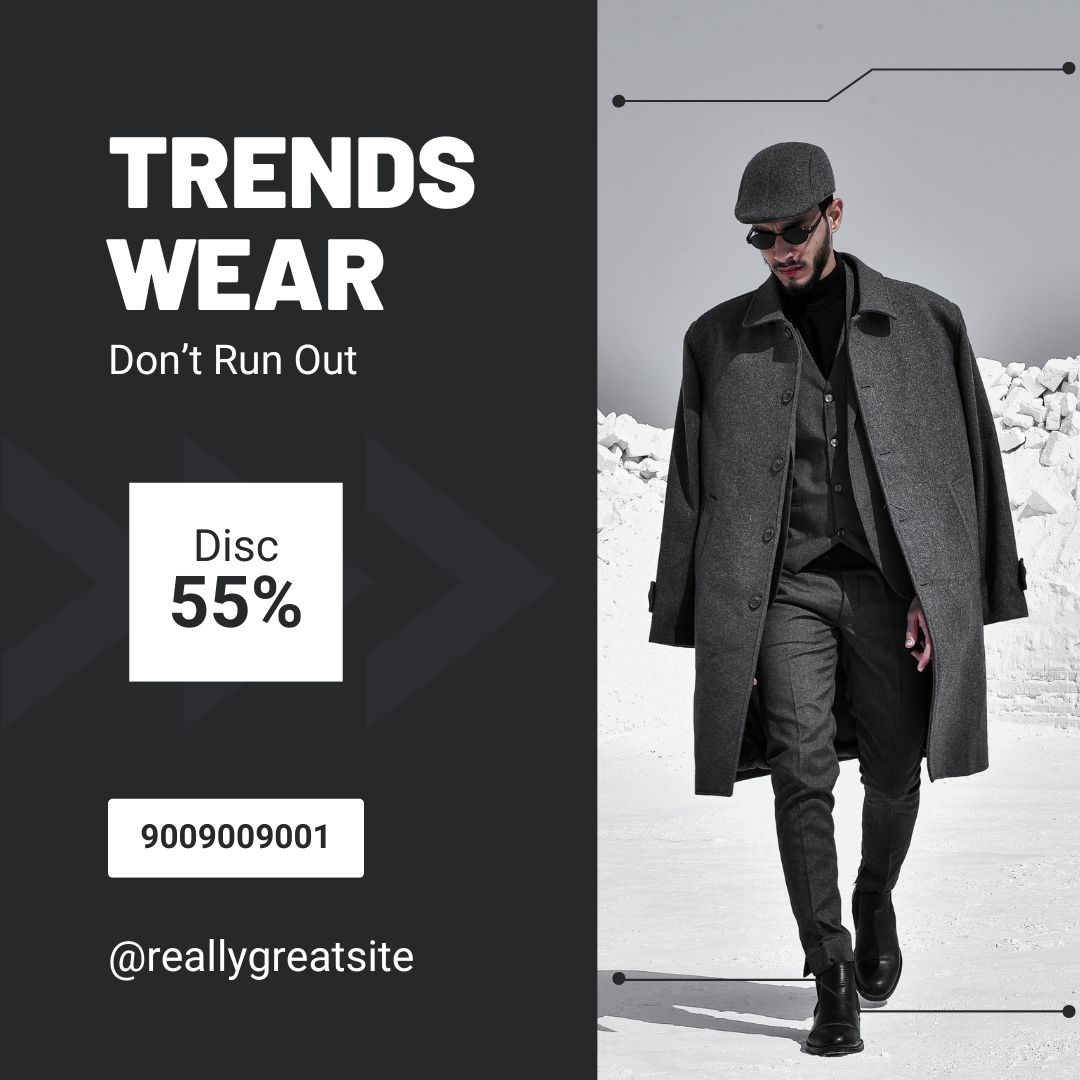 TRENDS
WEAR
Don’t Run Out
Disc
55%
9009009001
@reallygreatsite